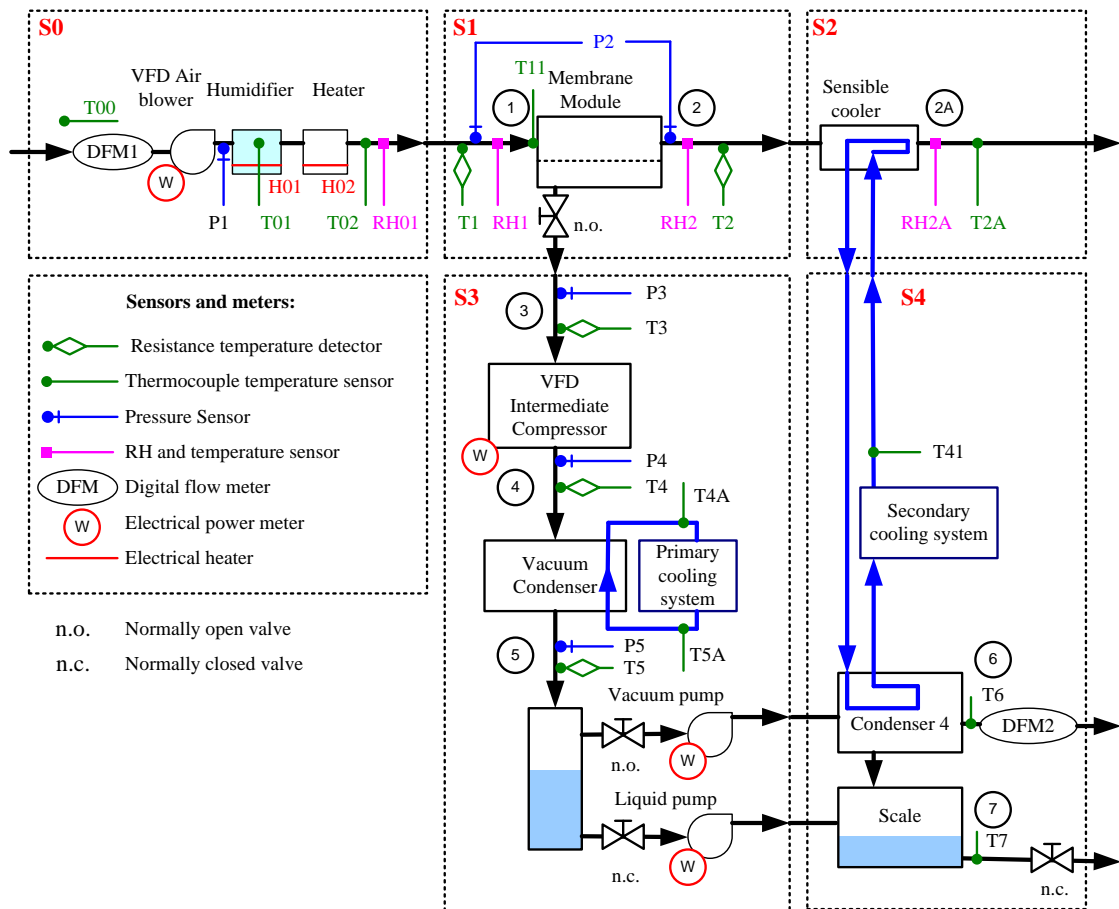 S0
VFD Air
blower
Humidifier
Heater
T00
DFM1
W
H01
H02
P1
T01
T02
RH01
S1
P2
T11
Membrane
Module
1
2
T1
RH1
n.o.
RH2
T2
S2
Sensible
cooler
2A
RH2A
T2A
Sensors and meters:
Resistance temperature detector
Thermocouple temperature sensor
Pressure Sensor
RH and temperature sensor
DFM
Digital flow meter
W
Electrical power meter
Electrical heater
n.o.
Normally open valve
n.c.
Normally closed valve
S3
3
P3
T3
VFD
Intermediate
Compressor
W
4
P4
T4
T4A
Vacuum
Condenser
Primary
cooling
system
5
P5
T5
T5A
Vacuum pump
n.o.
W
Liquid pump
n.c.
W
S4
T41
Secondary
cooling system
6
T6
Condenser 4
DFM2
Scale
7
T7
n.c.